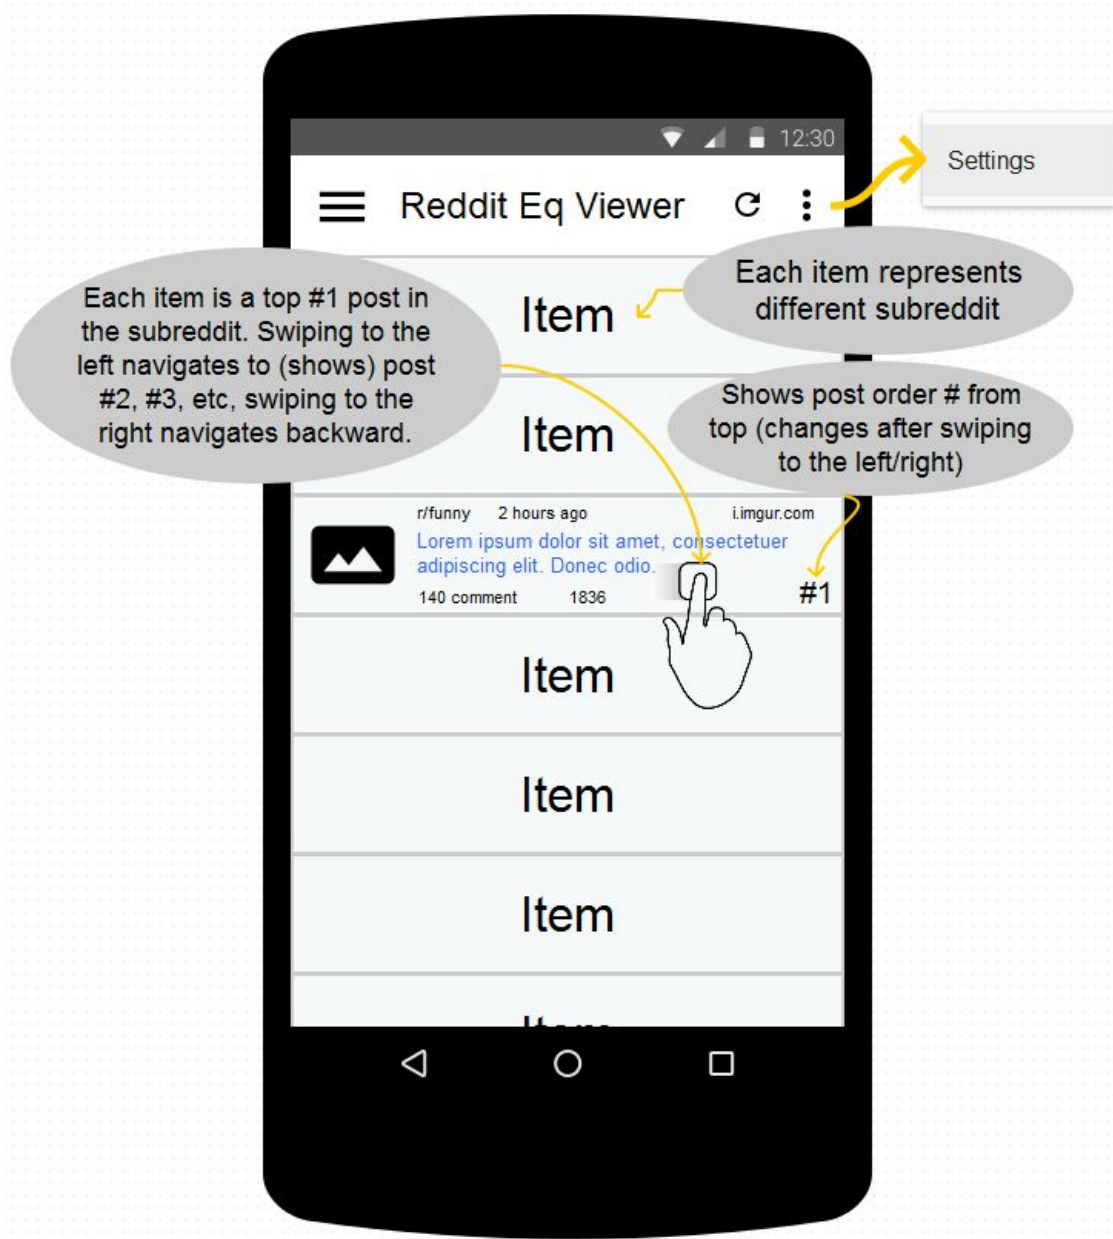 12:30
Settings
Reddit Eq Viewer
Each item represents
different subreddit
Item
Each item is a top #1 post in
the subreddit. Swiping to the
left navigates to (shows) post
#2, #3, etc, swiping to the
right navigates backward.
Shows post order # from
top (changes after swiping
to the left/right)
Item
r/funny 2 hours ago i.imgur.com
Lorem ipsum dolor sit amet, consectetuer
adipiscing elit. Donec odio.
140 comment 1836 #1
Item
Item
Item
Item